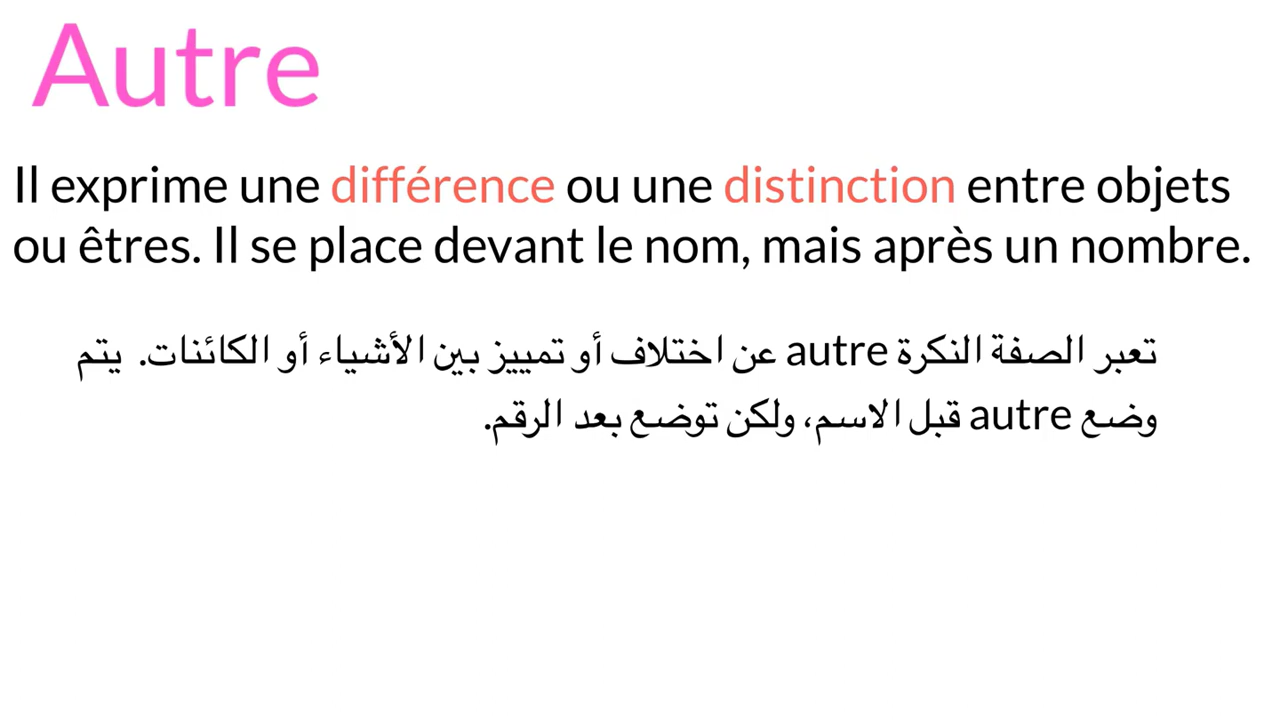 Autre
Il exprime une différence ou une distinction entre objets
ou êtres. Il se place devant le nom, mais après un nombre.
تعبر الصفة النكرة autre عن اختلاف أو تمييز بين الأشياء أو الكائنات. يتم
وضع autre قبل الاسم، ولكن توضع بعد الرقم.